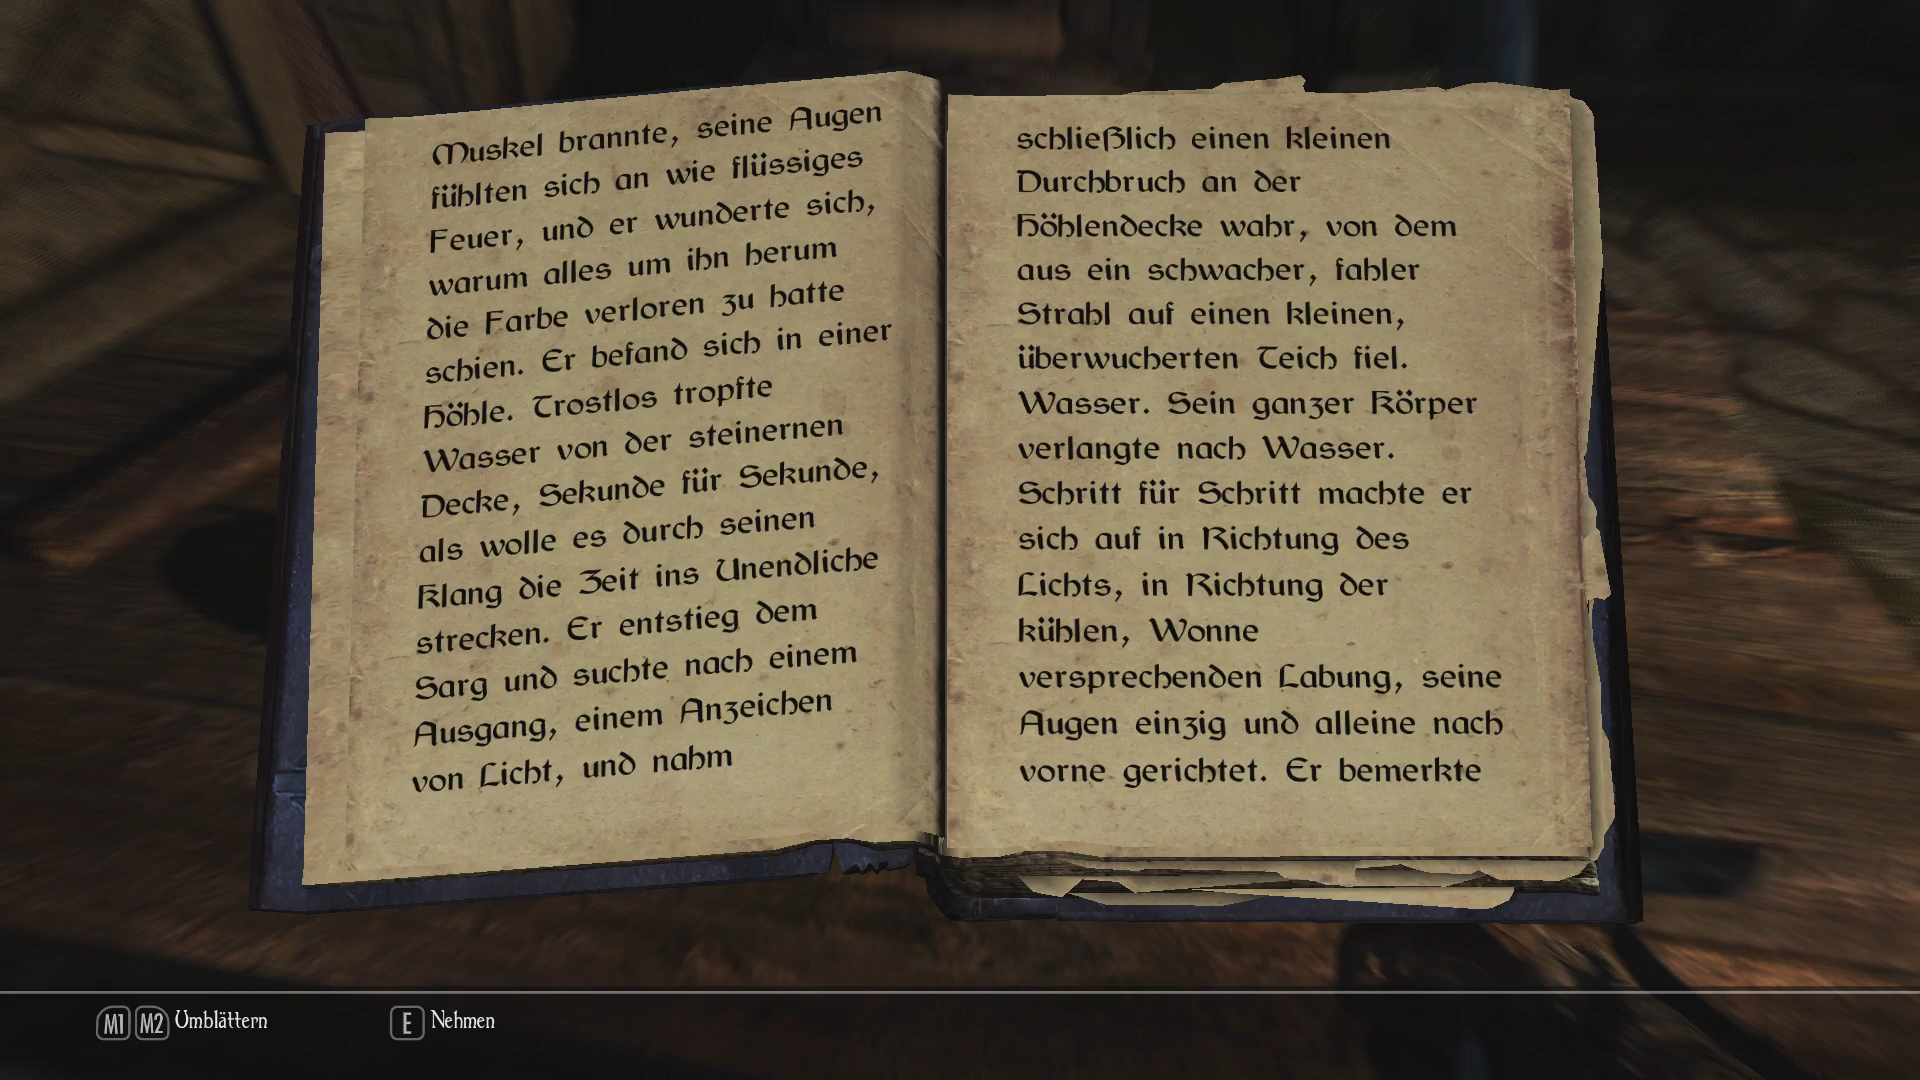 Muskel brannte, seine Augen
fühlten sich an wie flüssiges
Feuer, und er wunderte sich,
warum alles um ihn herum
die Farbe verloren zu hatte
schien. Er befand sich in einer
Höhle. Trostlos tropfte
Wasser von der steinernen
Decke, Sekunde für Sekunde,
als wolle es durch seinen
Klang die Zeit ins Unendliche
strecken. Er entstieg dem
Sarg und suchte nach einem
Ausgang, einem Anzeichen
von Licht, und nahm
schließlich einen kleinen
Durchbruch an der
Höhlendecke wahr, von dem
aus ein schwacher, fahler
Strahl auf einen kleinen,
überwucherten Teich fiel.
Wasser. Sein ganzer Körper
verlangte nach Wasser.
Schritt für Schritt machte er
sich auf in Richtung des
Lichts, in Richtung der
kühlen, Wonne
versprechenden Labung, seine
Augen einzig und alleine nach
vorne gerichtet. Er bemerkte
M1 M2 Umblättern
E Nehmen